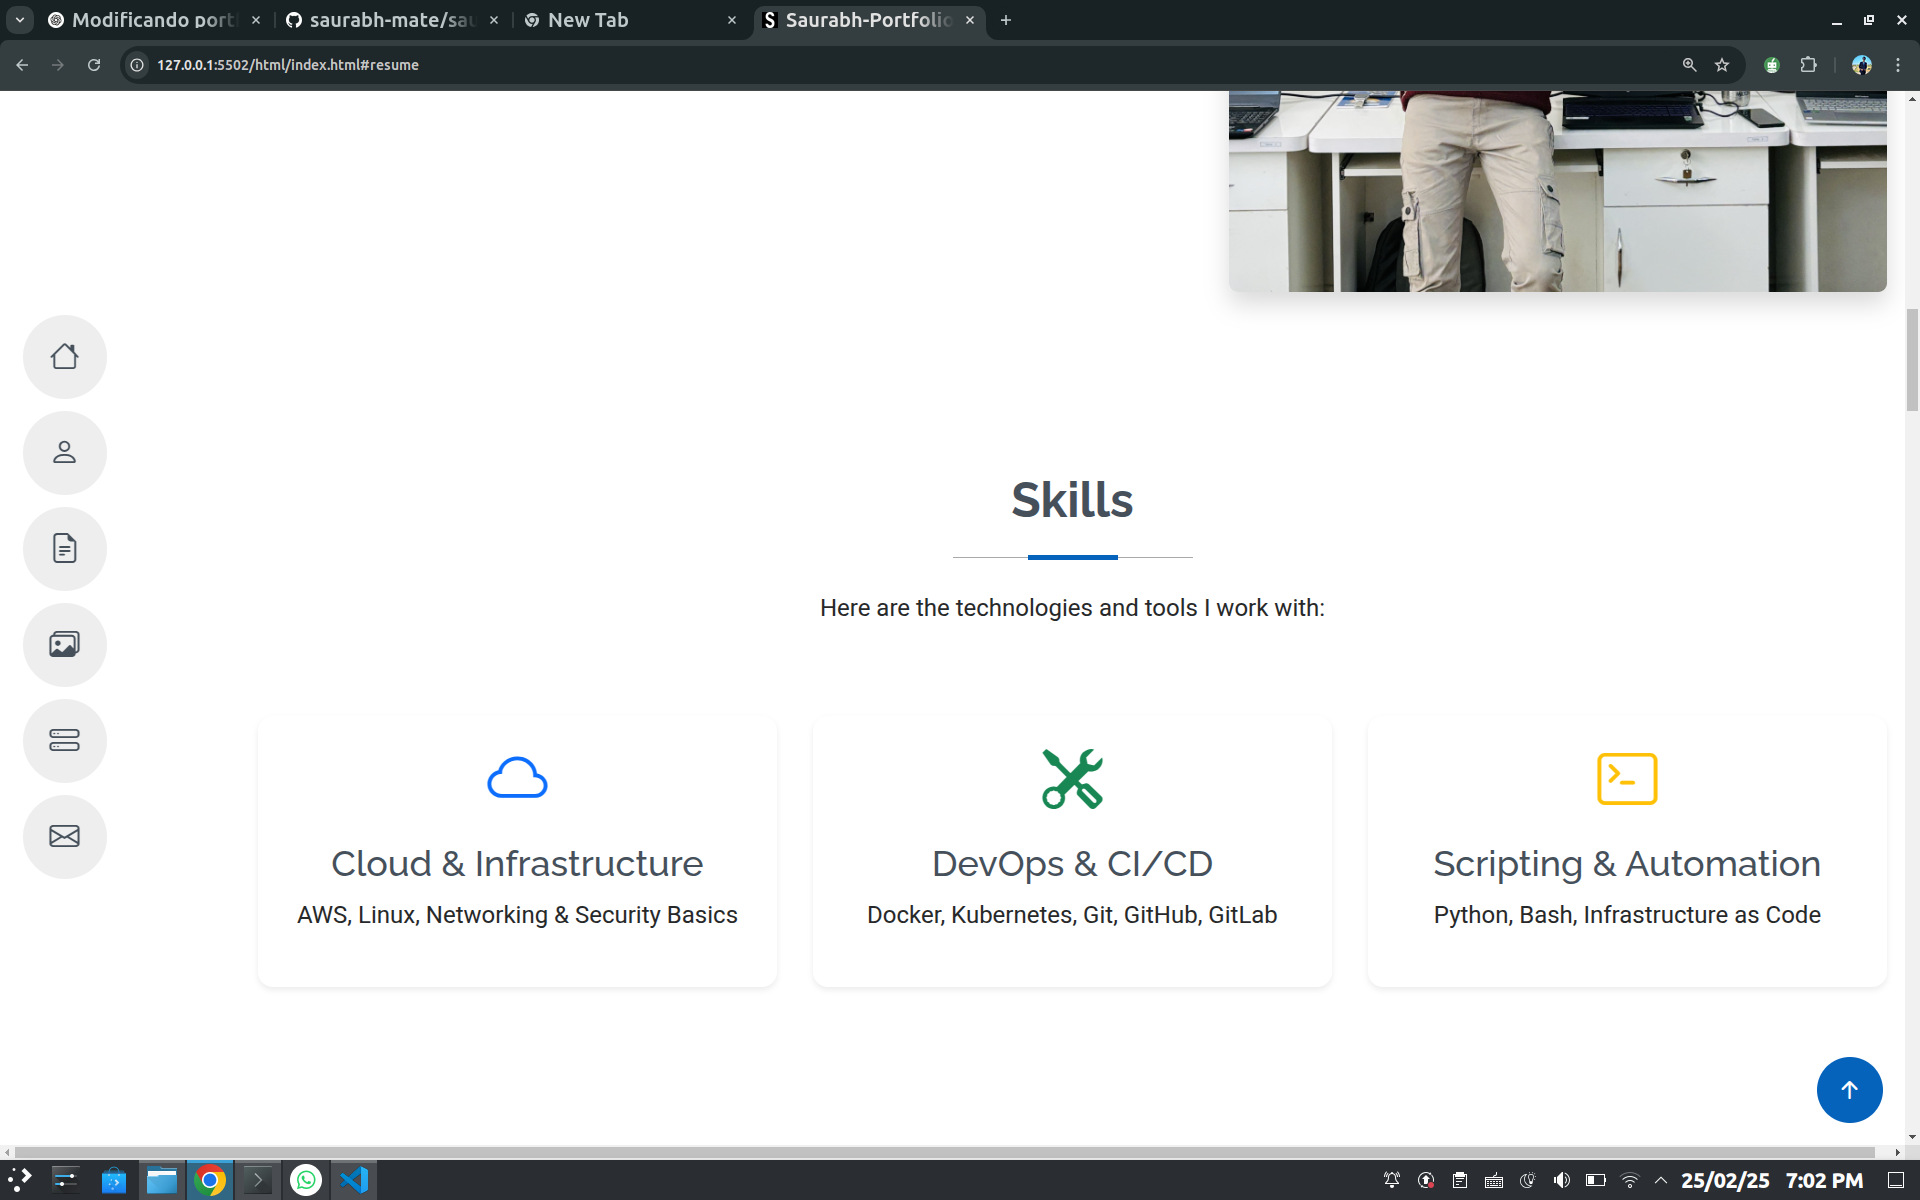 Modificando port
saurabh-mate/sau
New Tab
S Saurabh-Portfolio
127.0.0.1:5502/html/index.html#resume
Skills
Here are the technologies and tools I work with:
Cloud & Infrastructure
AWS, Linux, Networking & Security Basics
DevOps & CI/CD
Docker, Kubernetes, Git, GitHub, GitLab
Scripting & Automation
Python, Bash, Infrastructure as Code
25/02/25 7:02 PM